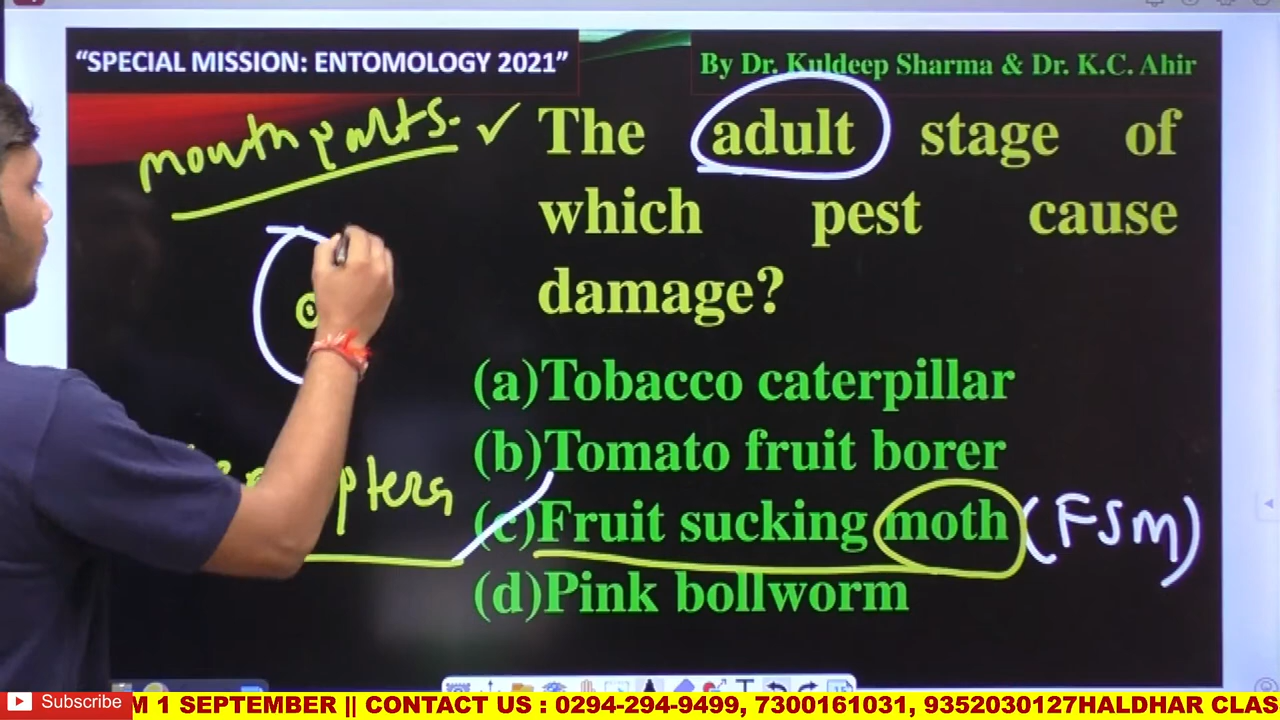 “SPECIAL MISSION: ENTOMOLOGY 2021”
By Dr. Kuldeep Sharma & Dr. K.C. Ahir
mouth parts.
✓ The adult stage of
which pest cause
damage?
(a)Tobacco caterpillar
(b)Tomato fruit borer
ptera
(c)Fruit sucking moth (FSM)
(d)Pink bollworm
Subscribe
M 1 SEPTEMBER || CONTACT US : 0294-294-9499, 7300161031, 9352030127HALDHAR CLAS